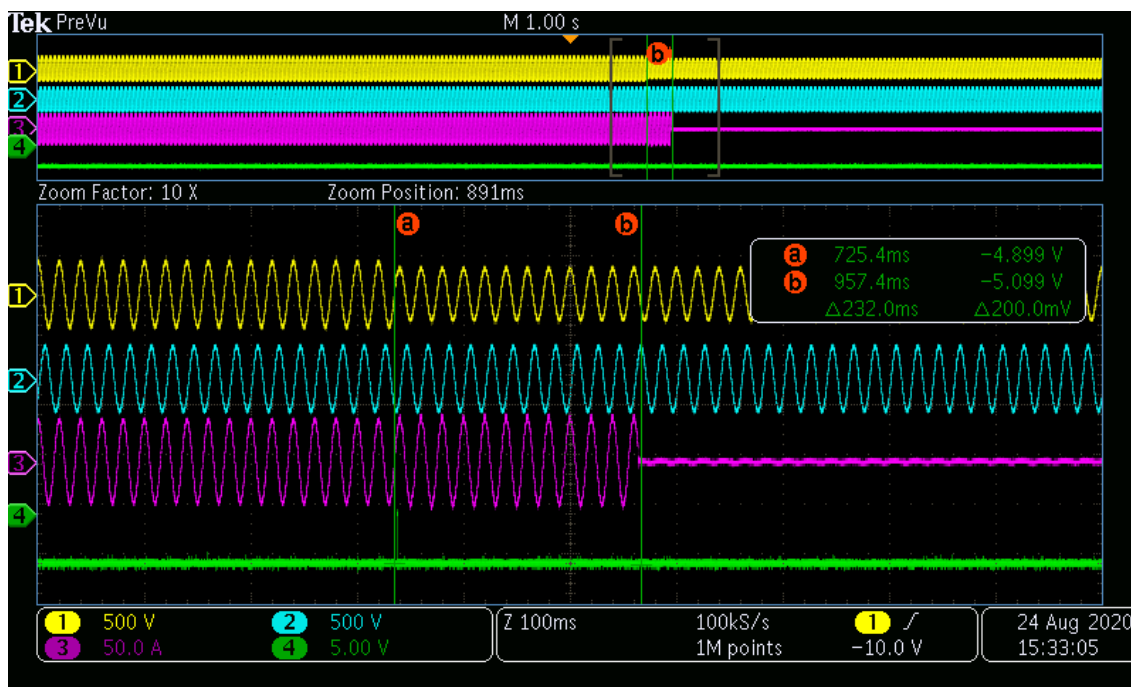 Tek PreVu M 1.00 s
b
1
2
3
4
Zoom Factor: 10 X Zoom Position: 891ms
a b
a 725.4ms -4.899 V
b 957.4ms -5.099 V
△232.0ms △200.0mV
1
2
3
4
1 500 V 2 500 V Z 100ms 100kS/s 1 24 Aug 2020
3 50.0 A 4 5.00 V 1M points -10.0 V 15:33:05